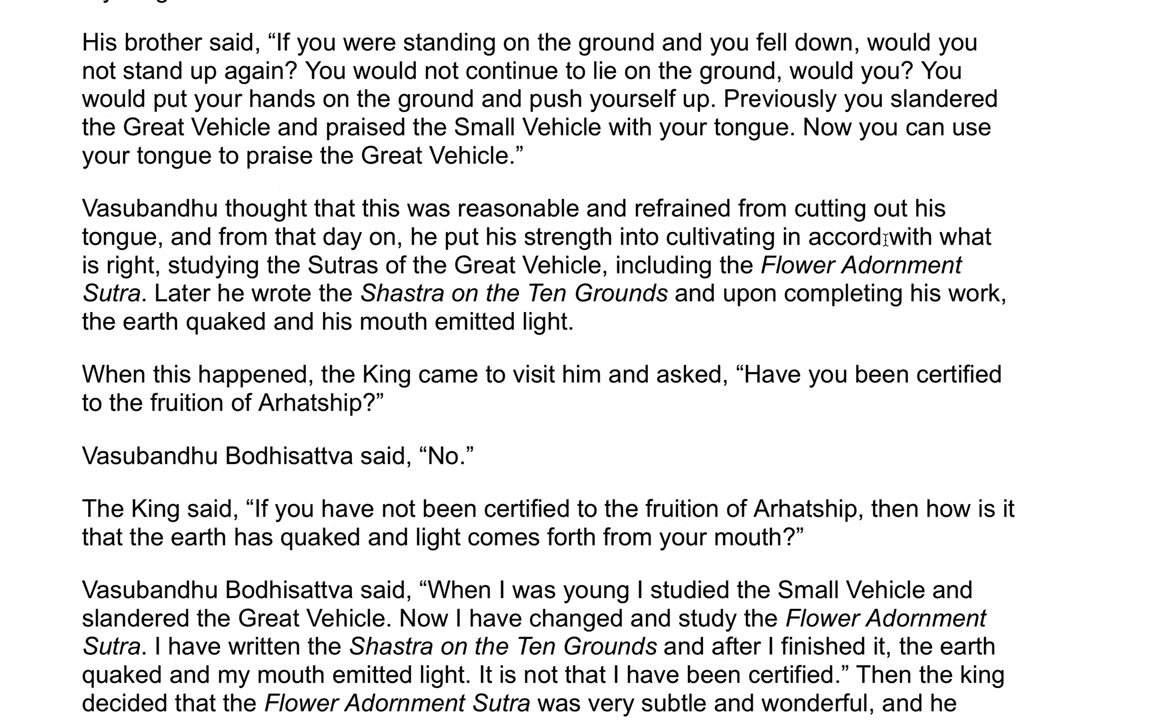 His brother said, “If you were standing on the ground and you fell down, would you
not stand up again? You would not continue to lie on the ground, would you? You
would put your hands on the ground and push yourself up. Previously you slandered
the Great Vehicle and praised the Small Vehicle with your tongue. Now you can use
your tongue to praise the Great Vehicle.”
Vasubandhu thought that this was reasonable and refrained from cutting out his
tongue, and from that day on, he put his strength into cultivating in accord with what
is right, studying the Sutras of the Great Vehicle, including the Flower Adornment
Sutra. Later he wrote the Shastra on the Ten Grounds and upon completing his work,
the earth quaked and his mouth emitted light.
When this happened, the King came to visit him and asked, “Have you been certified
to the fruition of Arhatship?”
Vasubandhu Bodhisattva said, “No.”
The King said, “If you have not been certified to the fruition of Arhatship, then how is it
that the earth has quaked and light comes forth from your mouth?”
Vasubandhu Bodhisattva said, “When I was young I studied the Small Vehicle and
slandered the Great Vehicle. Now I have changed and study the Flower Adornment
Sutra. I have written the Shastra on the Ten Grounds and after I finished it, the earth
quaked and my mouth emitted light. It is not that I have been certified.” Then the king
decided that the Flower Adornment Sutra was very subtle and wonderful, and he